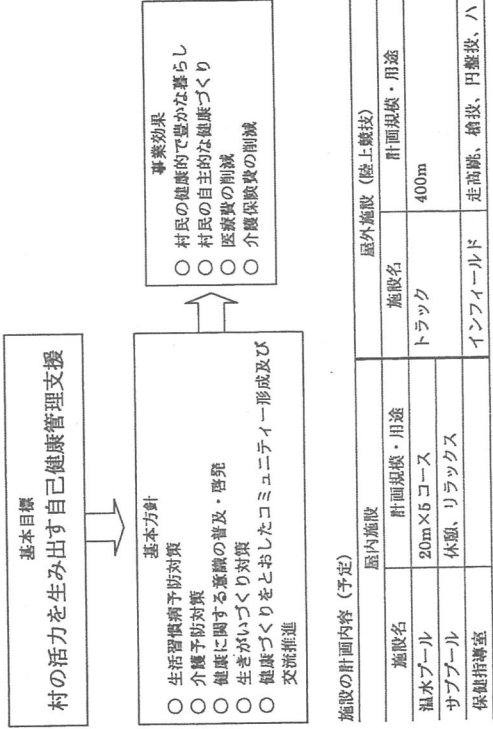 基本目標
村の活力を生み出す自己健康管理支援
基本方針
○ 生活習慣病予防対策
○ 介護予防対策
○ 健康に関する意識の普及・啓発
○ 生きがいづくり対策
○ 健康づくりをとおしたコミュニティー形成及び
交流推進
事業効果
○ 村民の健康的で豊かな暮らし
○ 村民の自主的な健康づくり
○ 医療費の削減
○ 介護保険費の削減
施設の計画内容（予定）
屋内施設 屋外施設（陸上競技）
施設名 計画規模・用途 施設名 計画規模・用途
温水プール 20m×5コース トラック 400m
サブプール 休憩、リラックス
保健指導室 インフィールド 走高跳、槍投、円盤投、ハ